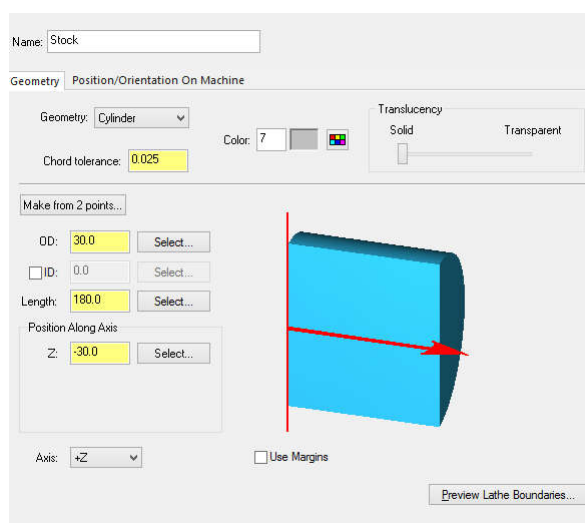 Name: Stock
Geometry Position/Orientation On Machine
Geometry: Cylinder
Color: 7
Translucency
Solid Transparent
Chord tolerance: 0.025
Make from 2 points...
OD: 30.0 Select...
ID: 0.0 Select...
Length: 180.0 Select...
Position Along Axis
Z: -30.0 Select...
Axis: +Z
Use Margins
Preview Lathe Boundaries...